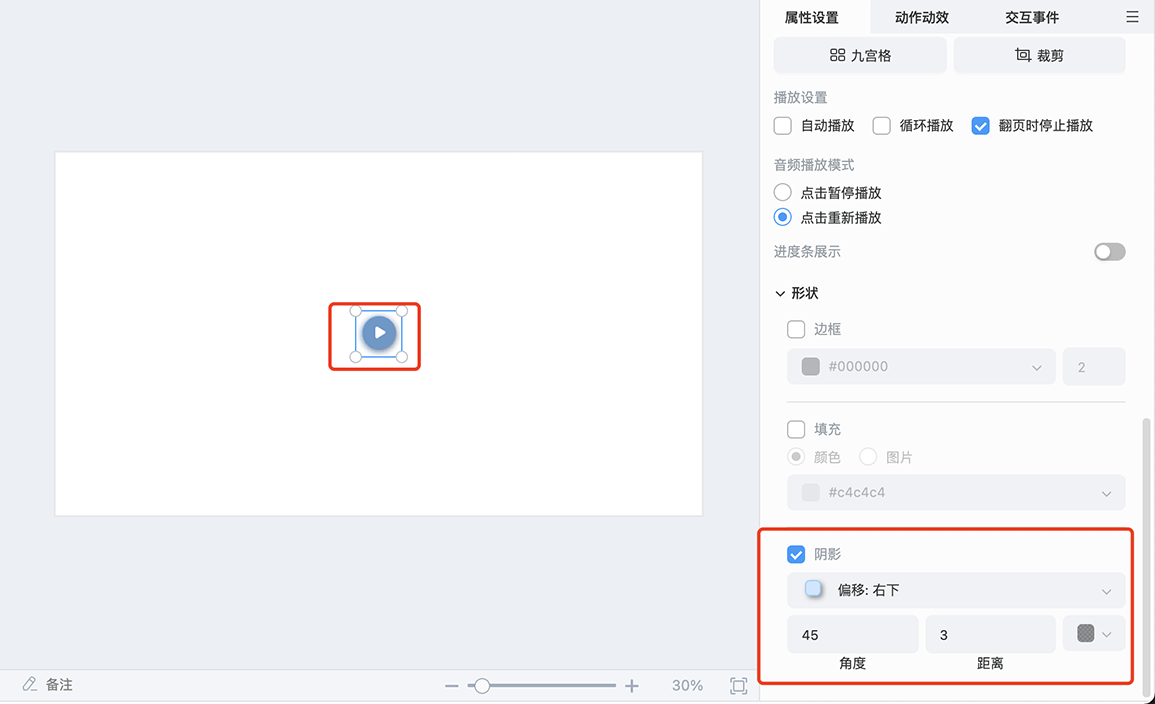 属性设置 动作动效 交互事件
九宫格 裁剪
播放设置
自动播放 循环播放 翻页时停止播放
音频播放模式
点击暂停播放
点击重新播放
进度条展示
形状
边框
#000000 2
填充
颜色 图片
#c4c4c4
阴影
偏移: 右下
45 3
角度 距离
备注 30%